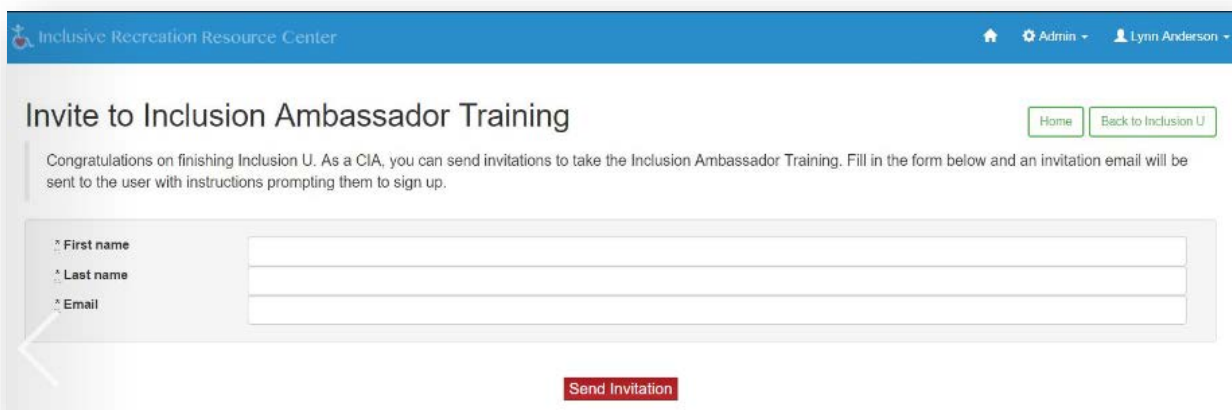 Inclusive Recreation Resource Center
Admin
Lynn Anderson
Invite to Inclusion Ambassador Training
Home
Back to Inclusion U
Congratulations on finishing Inclusion U. As a CIA, you can send invitations to take the Inclusion Ambassador Training. Fill in the form below and an invitation email will be
sent to the user with instructions prompting them to sign up.
* First name
* Last name
* Email
Send Invitation